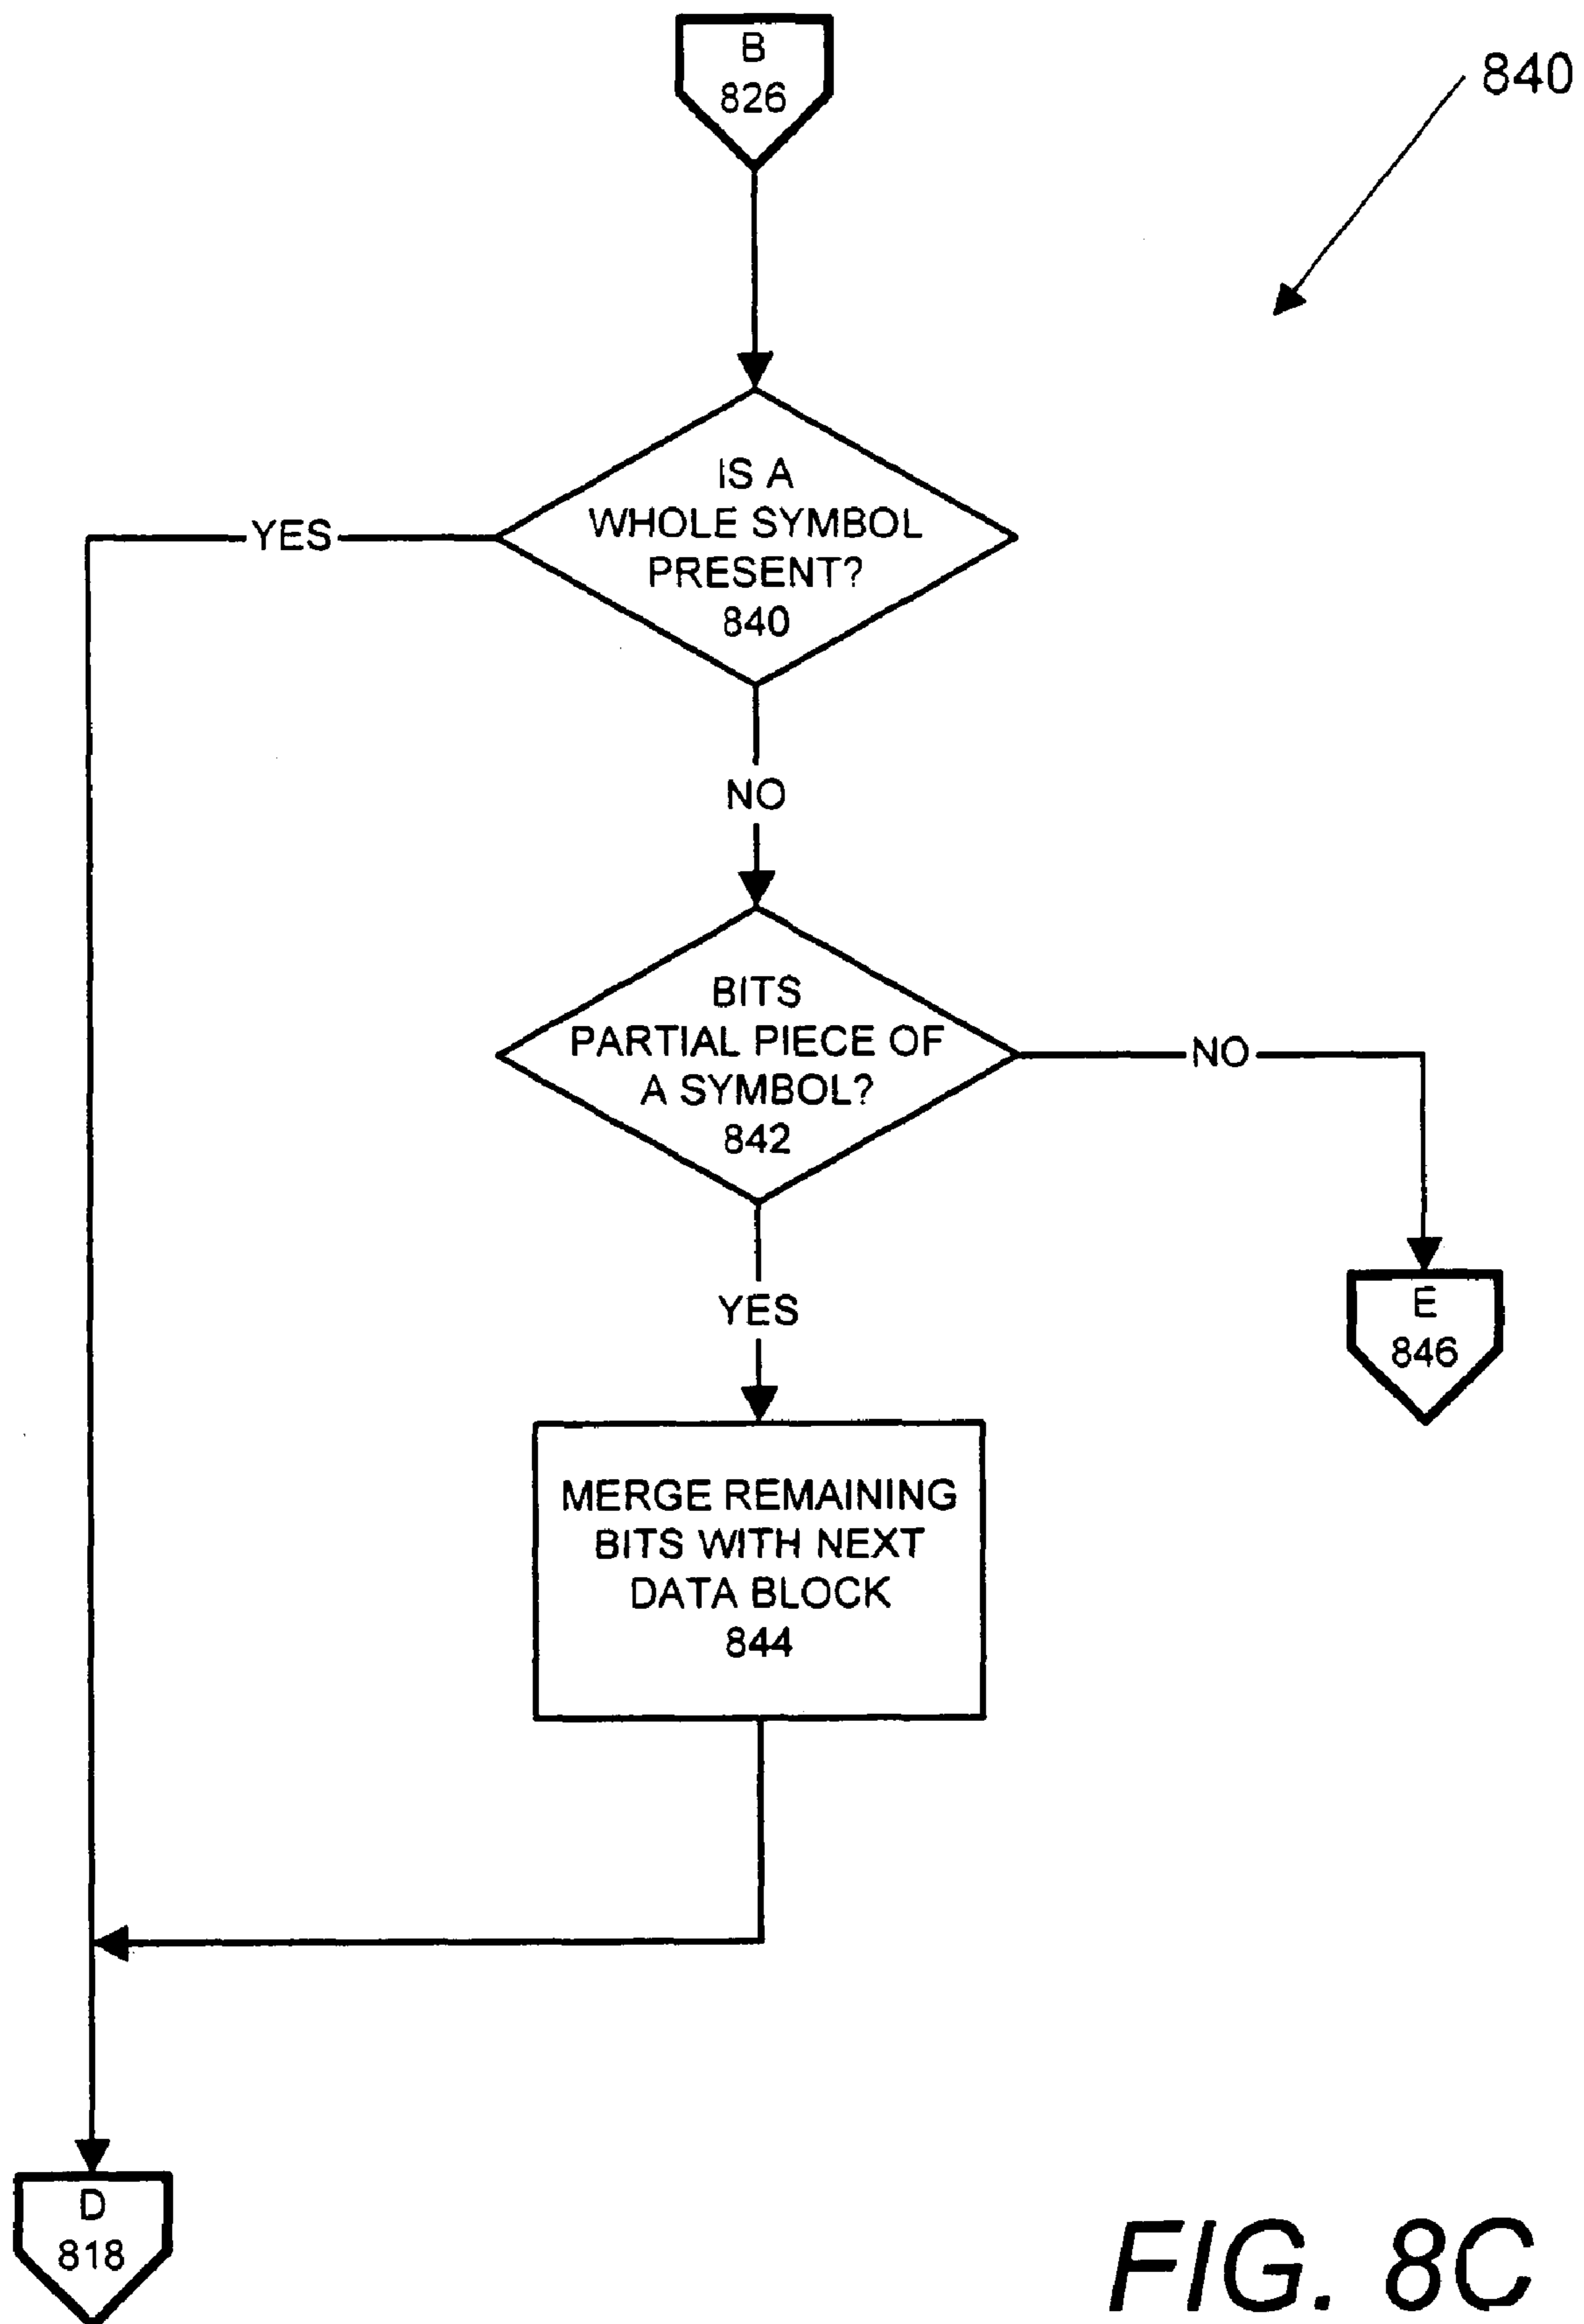 B
826
840
IS A
WHOLE SYMBOL
PRESENT?
840
YES
NO
BITS
PARTIAL PIECE OF
A SYMBOL?
842
NO
YES
E
846
MERGE REMAINING
BITS WITH NEXT
DATA BLOCK
844
D
818
FIG. 8C